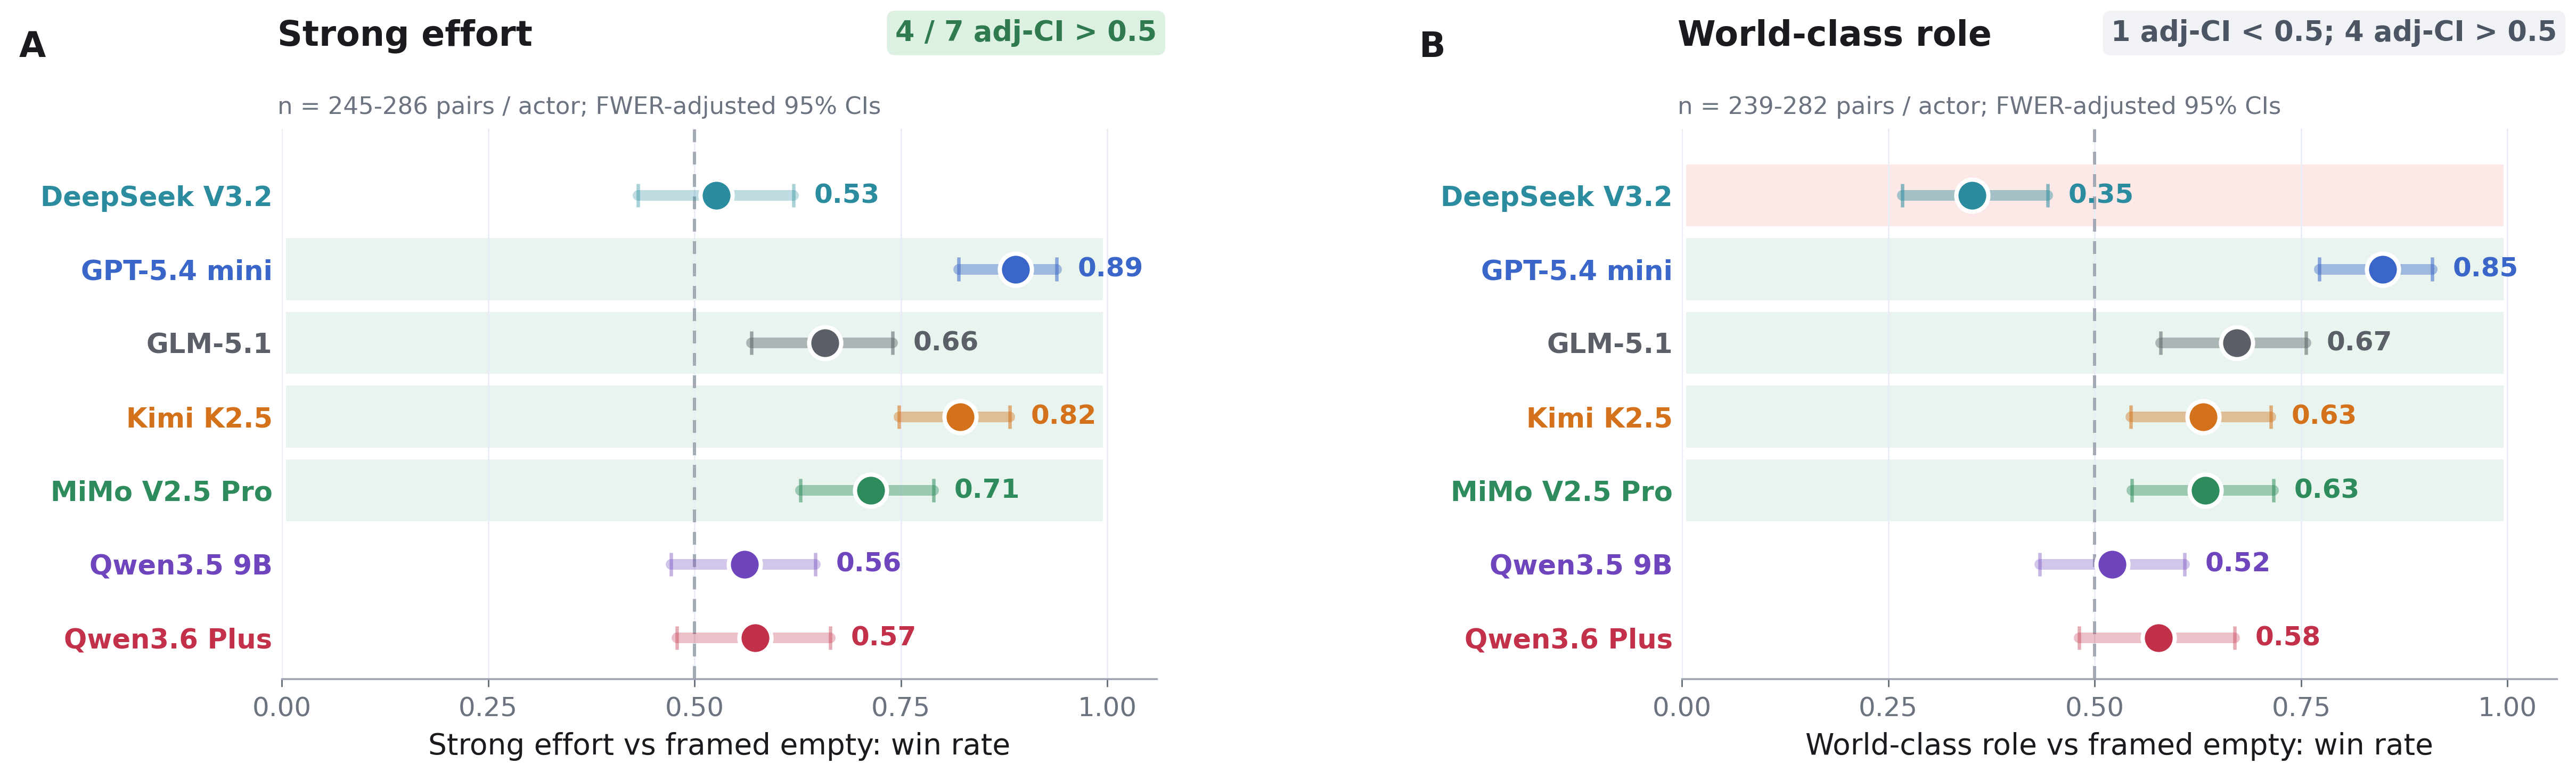 A
Strong effort
4 / 7 adj-CI > 0.5
n = 245-286 pairs / actor; FWER-adjusted 95% CIs
DeepSeek V3.2
0.53
GPT-5.4 mini
0.89
GLM-5.1
0.66
Kimi K2.5
0.82
MiMo V2.5 Pro
0.71
Qwen3.5 9B
0.56
Qwen3.6 Plus
0.57
0.00 0.25 0.50 0.75 1.00
Strong effort vs framed empty: win rate
B
World-class role
1 adj-CI < 0.5; 4 adj-CI > 0.5
n = 239-282 pairs / actor; FWER-adjusted 95% CIs
DeepSeek V3.2
0.35
GPT-5.4 mini
0.85
GLM-5.1
0.67
Kimi K2.5
0.63
MiMo V2.5 Pro
0.63
Qwen3.5 9B
0.52
Qwen3.6 Plus
0.58
0.00 0.25 0.50 0.75 1.00
World-class role vs framed empty: win rate